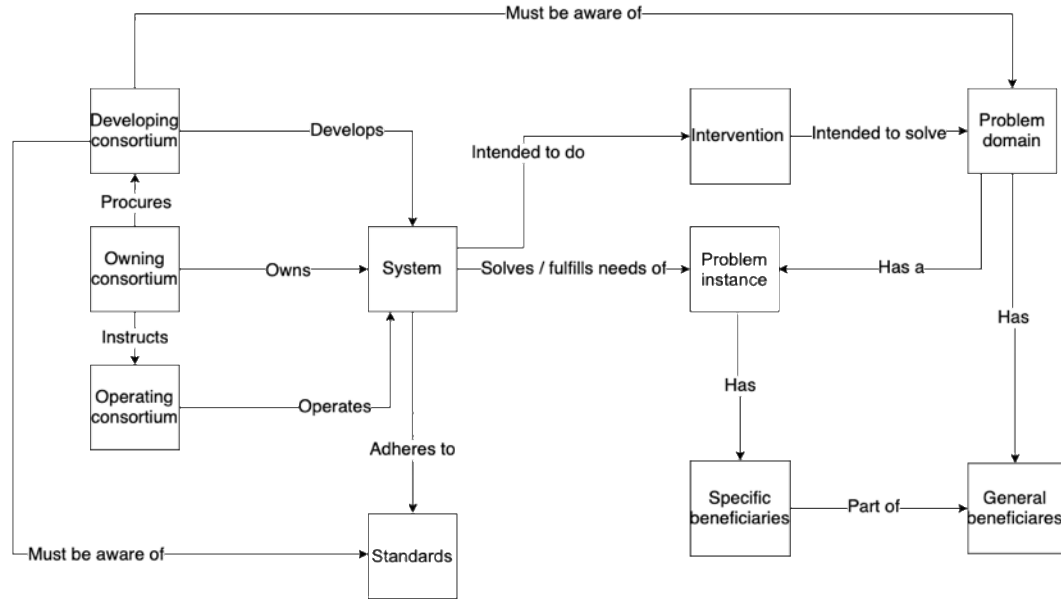 Must be aware of
Developing
consortium
Develops
Intended to do
Intervention
Intended to solve
Problem
domain
Procures
Owning
consortium
Owns
System
Solves / fulfills needs of
Problem
instance
Has a
Instructs
Has
Operating
consortium
Operates
Has
Adheres to
Specific
beneficiaries
Part of
General
beneficiares
Must be aware of
Standards